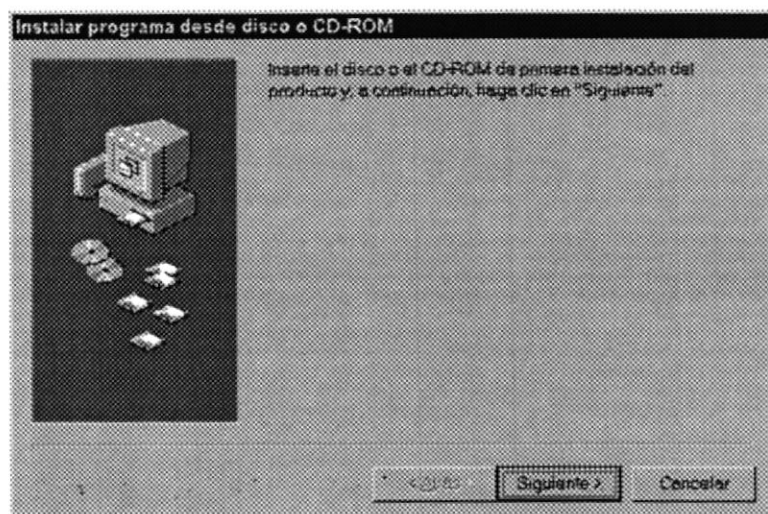 Instalar programa desde disco o CD-ROM
Inserte el disco o el CD-ROM de primera instalación del
producto y, a continuación, haga clic en "Siguiente".
< Atrás
Siguiente >
Cancelar